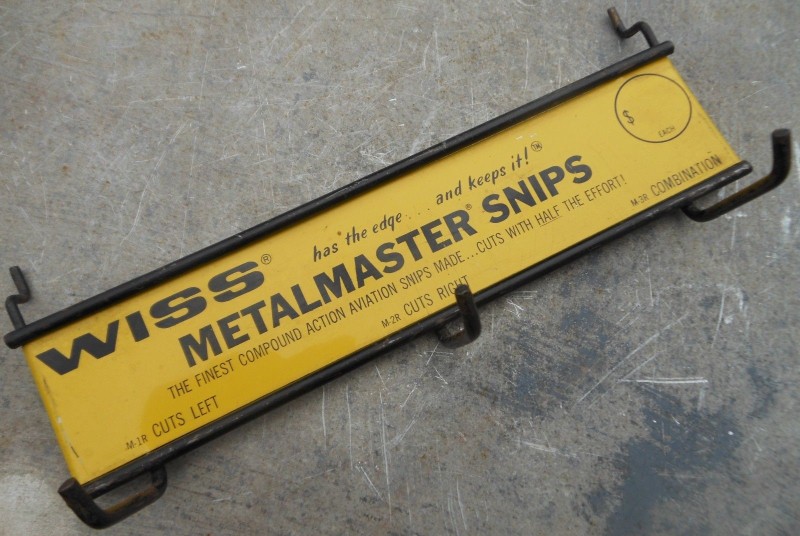 WISS® has the edge... and keeps it!™
METALMASTER® SNIPS
THE FINEST COMPOUND ACTION AVIATION SNIPS MADE...CUTS WITH HALF THE EFFORT!
M-1R CUTS LEFT
M-2R CUTS RIGHT
M-3R COMBINATION
$
EACH